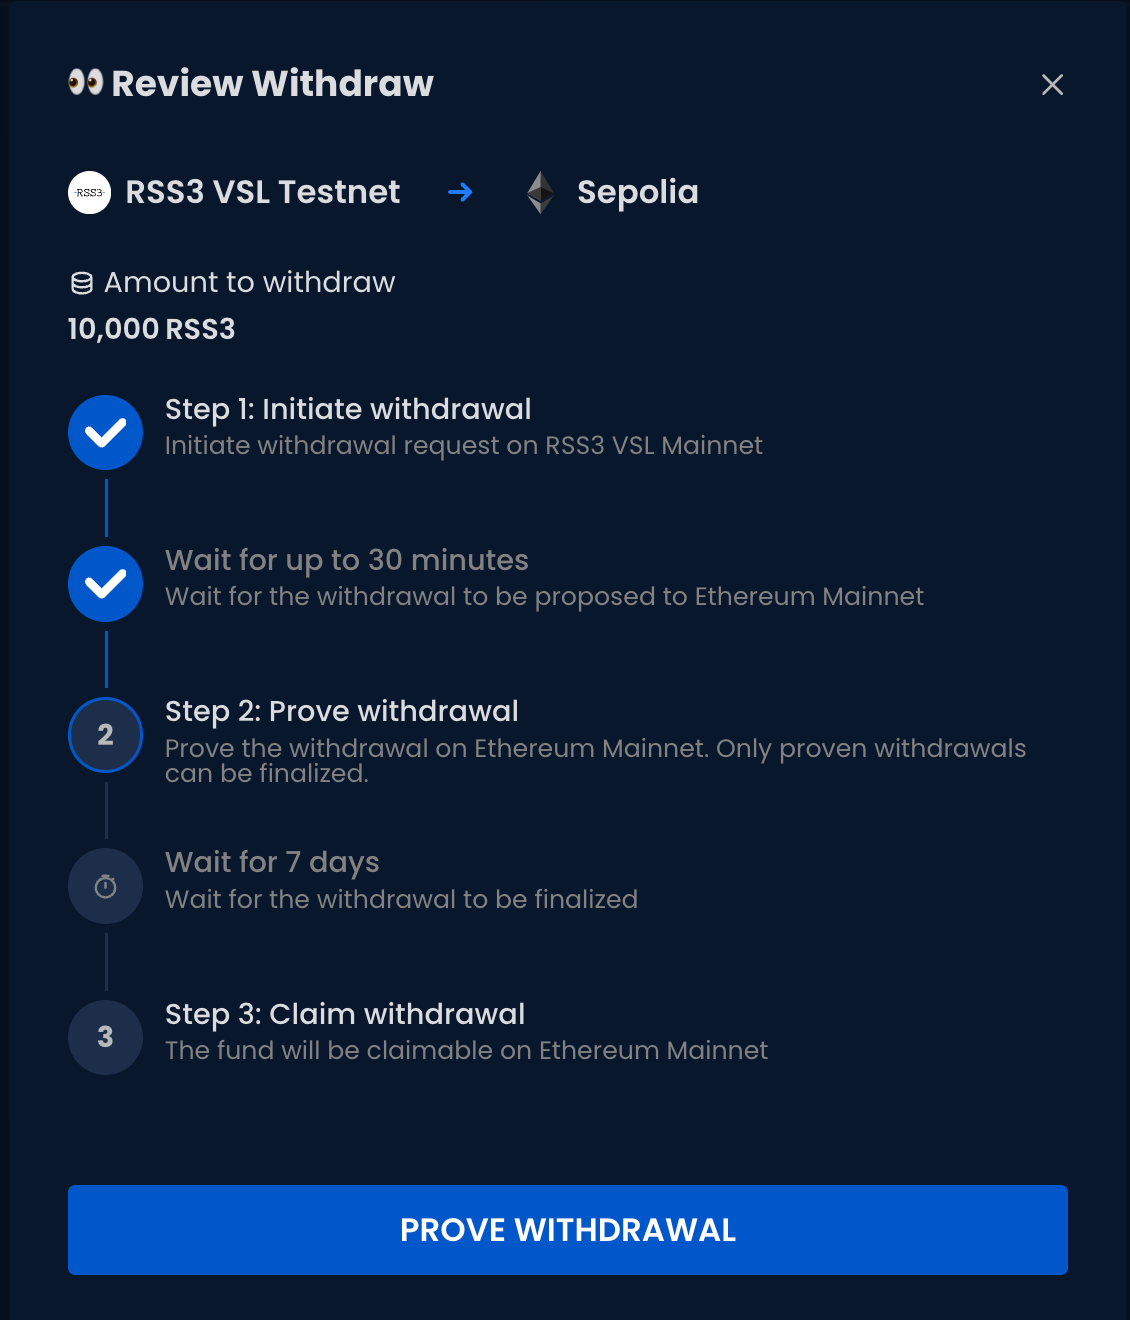 👀 Review Withdraw
RSS3 RSS3 VSL Testnet → Sepolia
Amount to withdraw
10,000 RSS3
Step 1: Initiate withdrawal
Initiate withdrawal request on RSS3 VSL Mainnet
Wait for up to 30 minutes
Wait for the withdrawal to be proposed to Ethereum Mainnet
2
Step 2: Prove withdrawal
Prove the withdrawal on Ethereum Mainnet. Only proven withdrawals
can be finalized.
Wait for 7 days
Wait for the withdrawal to be finalized
3
Step 3: Claim withdrawal
The fund will be claimable on Ethereum Mainnet
PROVE WITHDRAWAL